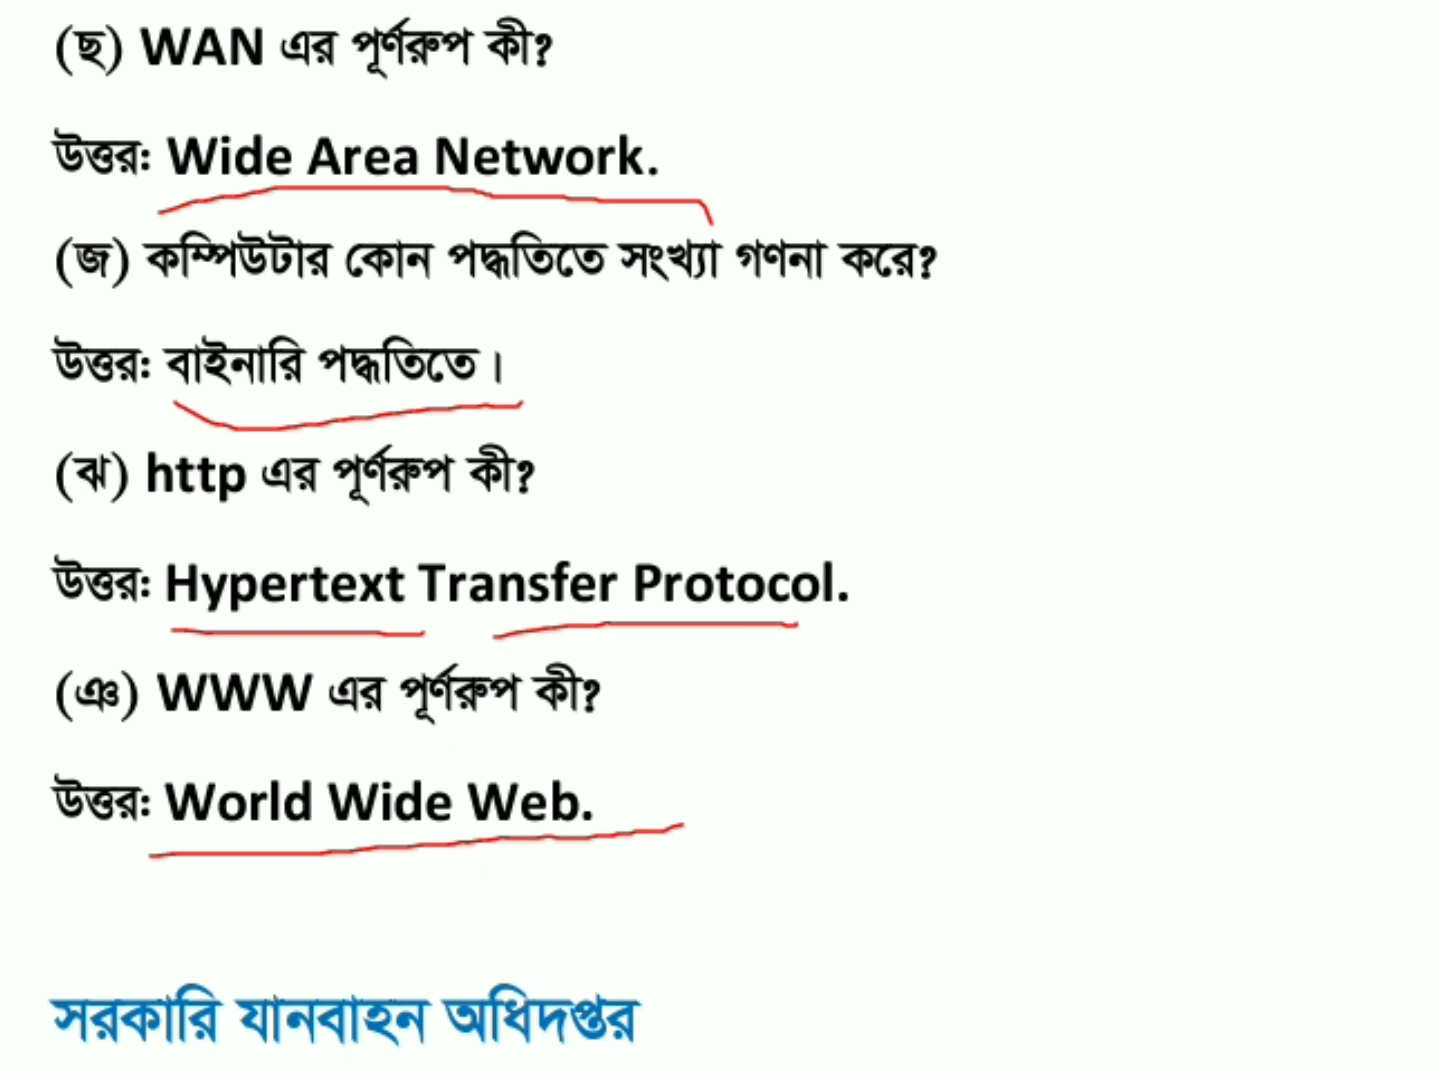 (ছ) WAN এর পূর্ণরুপ কী?
উত্তরঃ Wide Area Network.
(জ) কম্পিউটার কোন পদ্ধতিতে সংখ্যা গণনা করে?
উত্তরঃ বাইনারি পদ্ধতিতে।
(ঝ) http এর পূর্ণরুপ কী?
উত্তরঃ Hypertext Transfer Protocol.
(ঞ) WWW এর পূর্ণরুপ কী?
উত্তরঃ World Wide Web.
সরকারি যানবাহন অধিদপ্তর